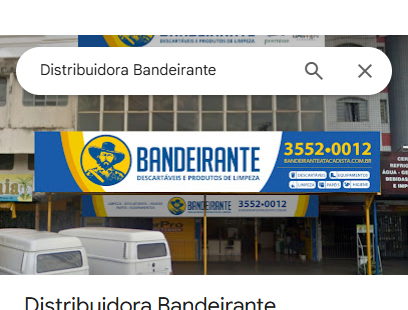 DESCARTÁVEIS E PRODUTOS DE LIMPEZA
Distribuidora Bandeirante
BANDEIRANTE
DESCARTÁVEIS E PRODUTOS DE LIMPEZA
3552-0012
BANDEIRANTEATACADISTA.COM.BR
DESCARTÁVEIS
EQUIPAMENTOS
LIMPEZA
HIGIENE
BANDEIRANTE 3552-0012
Distribuidora Bandeirante